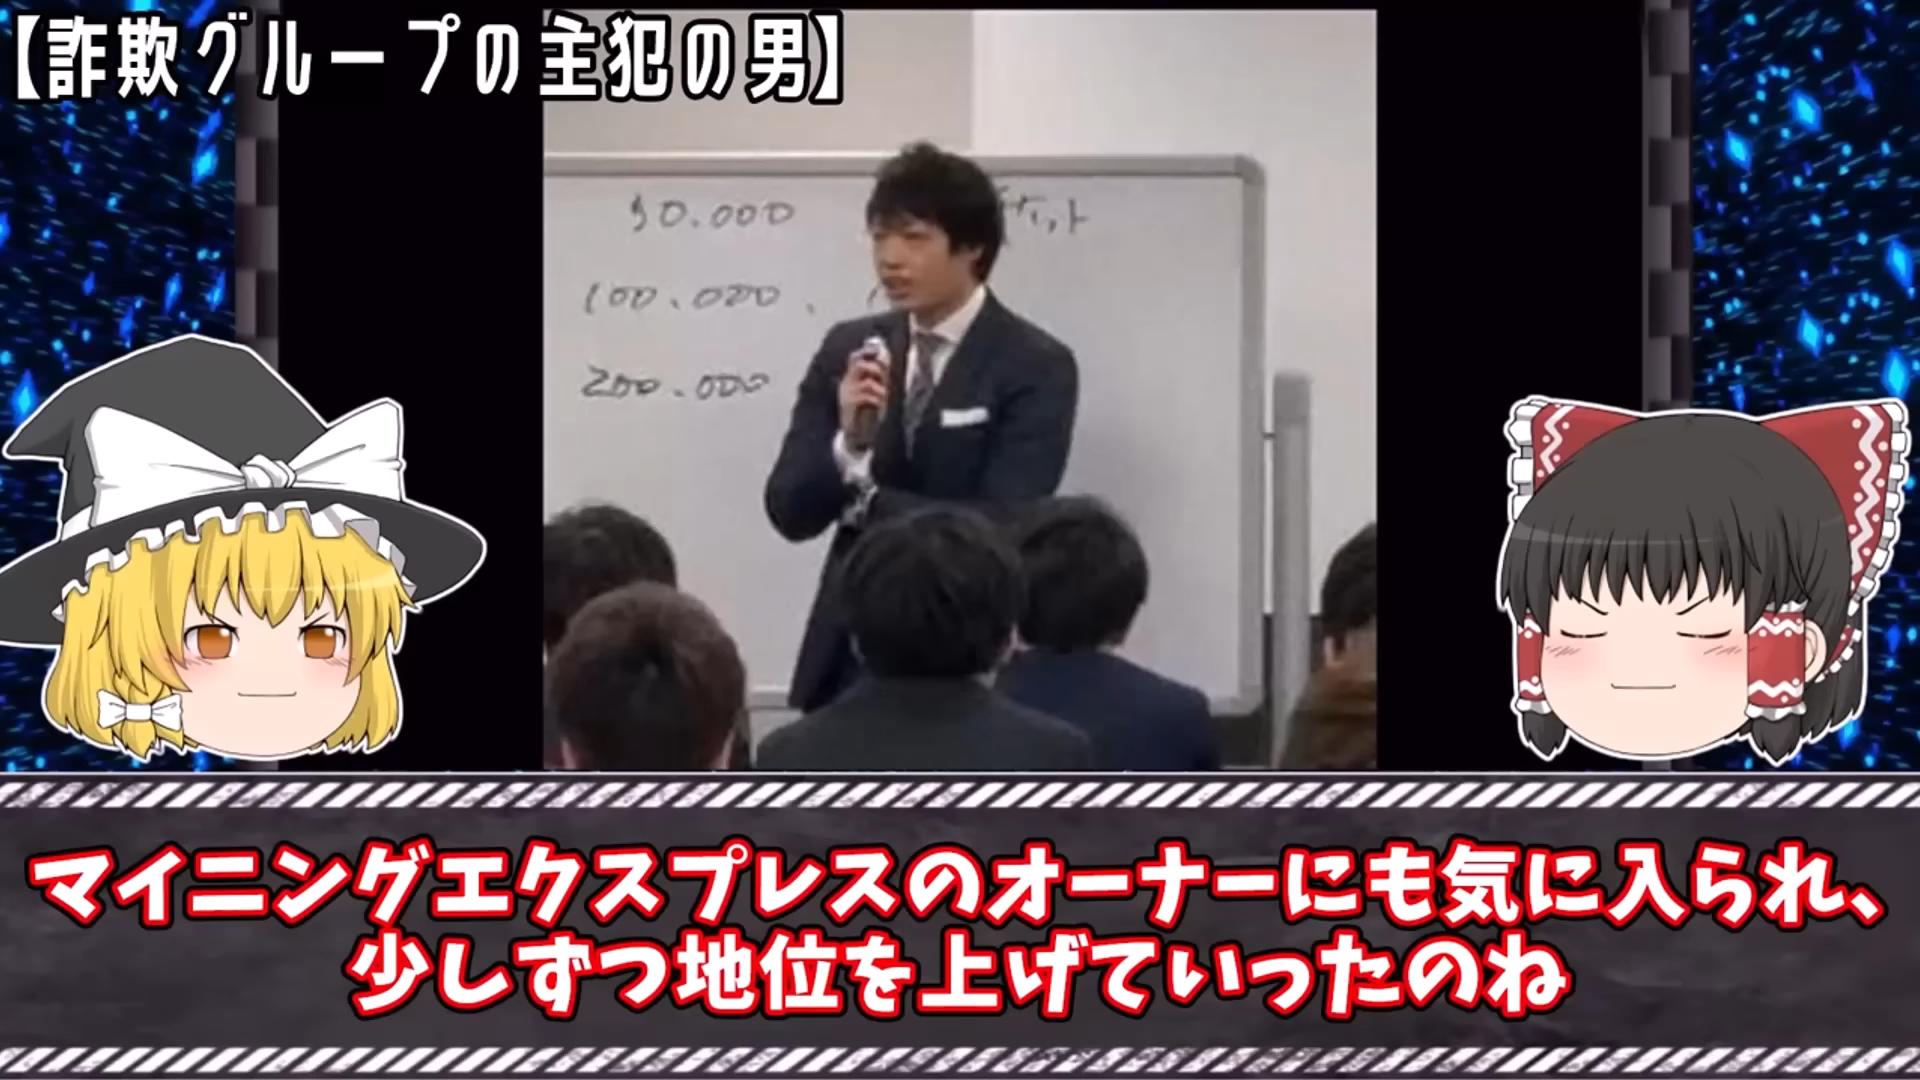 【詐欺グループの主犯の男】
50.000
100.000.
200.000
マイニングエクスプレスのオーナーにも気に入られ、
少しずつ地位を上げていったのね